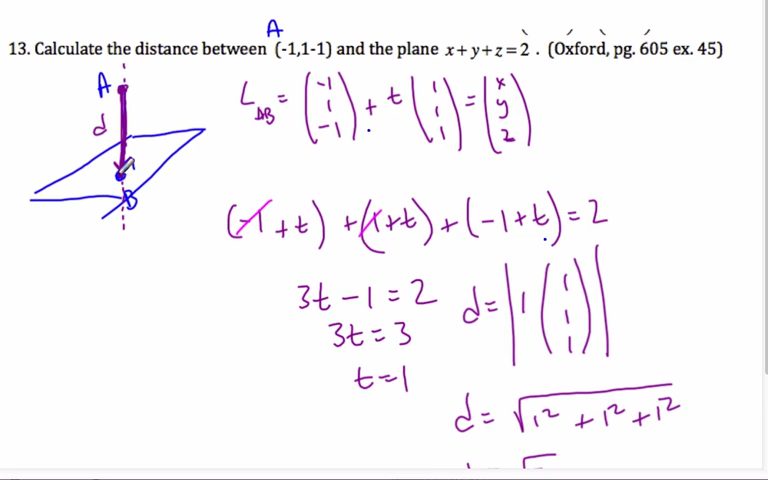 A
13. Calculate the distance between (-1,1-1) and the plane x+y+z=2 . (Oxford, pg. 605 ex. 45)
A
d
B
L_AB = (-1 1 -1) + t (1 1 1) = (x y z)
(-1+t) + (1+t) + (-1+t) = 2
3t - 1 = 2
3t = 3
t = 1
d = |1 (1 1 1)|
d = √1² + 1² + 1²